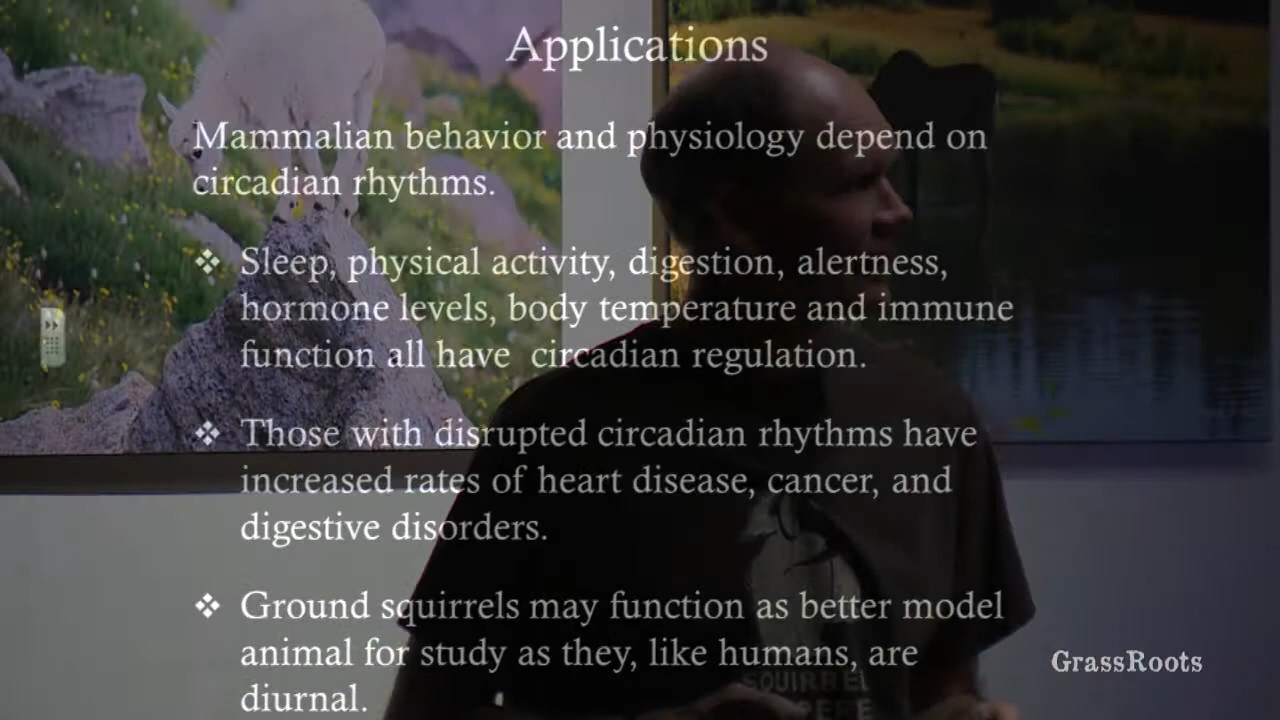 Applications
Mammalian behavior and physiology depend on
circadian rhythms.
❖ Sleep, physical activity, digestion, alertness,
hormone levels, body temperature and immune
function all have circadian regulation.
❖ Those with disrupted circadian rhythms have
increased rates of heart disease, cancer, and
digestive disorders.
❖ Ground squirrels may function as better model
animal for study as they, like humans, are
diurnal.
GrassRoots
SQUIRREL